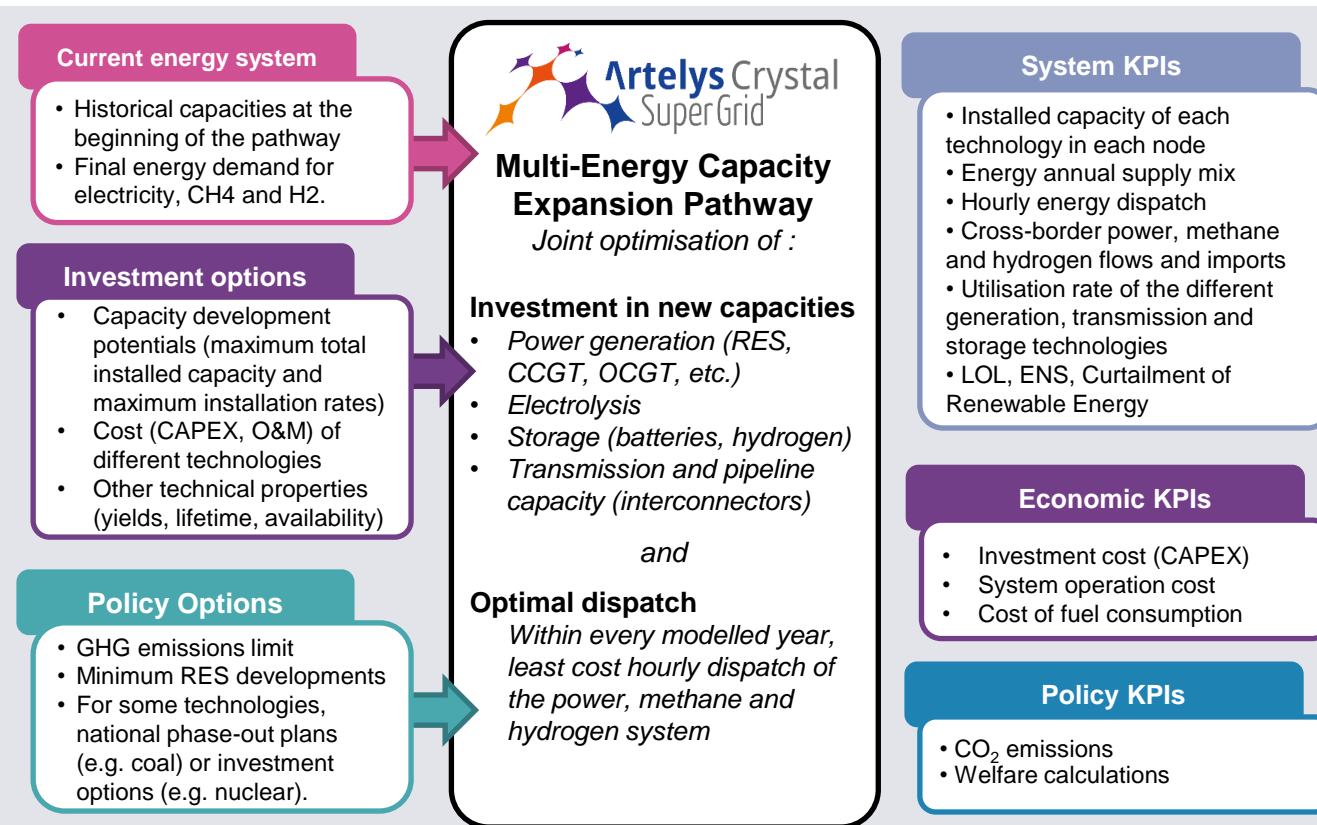 Current energy system
• Historical capacities at the
beginning of the pathway
• Final energy demand for
electricity, CH4 and H2.
Investment options
• Capacity development
potentials (maximum total
installed capacity and
maximum installation rates)
• Cost (CAPEX, O&M) of
different technologies
• Other technical properties
(yields, lifetime, availability)
Policy Options
• GHG emissions limit
• Minimum RES developments
• For some technologies,
national phase-out plans
(e.g. coal) or investment
options (e.g. nuclear).
Artelys Crystal
Super Grid
Multi-Energy Capacity
Expansion Pathway
Joint optimisation of :
Investment in new capacities
• Power generation (RES,
CCGT, OCGT, etc.)
• Electrolysis
• Storage (batteries, hydrogen)
• Transmission and pipeline
capacity (interconnectors)
and
Optimal dispatch
Within every modelled year,
least cost hourly dispatch of
the power, methane and
hydrogen system
System KPIs
• Installed capacity of each
technology in each node
• Energy annual supply mix
• Hourly energy dispatch
• Cross-border power, methane
and hydrogen flows and imports
• Utilisation rate of the different
generation, transmission and
storage technologies
• LOL, ENS, Curtailment of
Renewable Energy
Economic KPIs
• Investment cost (CAPEX)
• System operation cost
• Cost of fuel consumption
Policy KPIs
• CO₂ emissions
• Welfare calculations